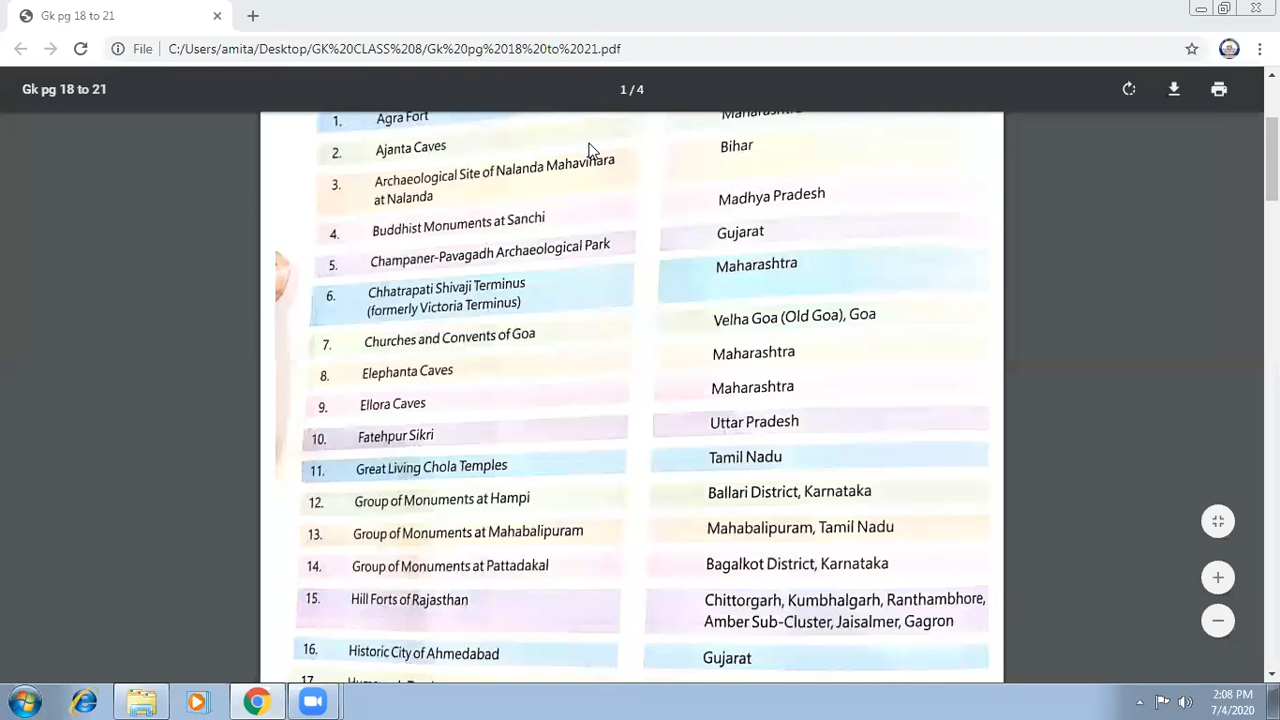 Gk pg 18 to 21
File
C:/Users/amita/Desktop/GK%20CLASS%208/Gk%20pg%2018%20to%2021.pdf
Gk pg 18 to 21
1 / 4
1. Agra Fort
Maharashtra
2. Ajanta Caves
Bihar
3. Archaeological Site of Nalanda Mahavihara
at Nalanda
Madhya Pradesh
4. Buddhist Monuments at Sanchi
Gujarat
5. Champaner-Pavagadh Archaeological Park
Maharashtra
6. Chhatrapati Shivaji Terminus
(formerly Victoria Terminus)
Velha Goa (Old Goa), Goa
7. Churches and Convents of Goa
Maharashtra
8. Elephanta Caves
Maharashtra
9. Ellora Caves
Uttar Pradesh
10. Fatehpur Sikri
Tamil Nadu
11. Great Living Chola Temples
Ballari District, Karnataka
12. Group of Monuments at Hampi
Mahabalipuram, Tamil Nadu
13. Group of Monuments at Mahabalipuram
Bagalkot District, Karnataka
14. Group of Monuments at Pattadakal
Chittorgarh, Kumbhalgarh, Ranthambhore,
15. Hill Forts of Rajasthan
Amber Sub-Cluster, Jaisalmer, Gagron
16. Historic City of Ahmedabad
Gujarat
17.
2:08 PM
7/4/2020